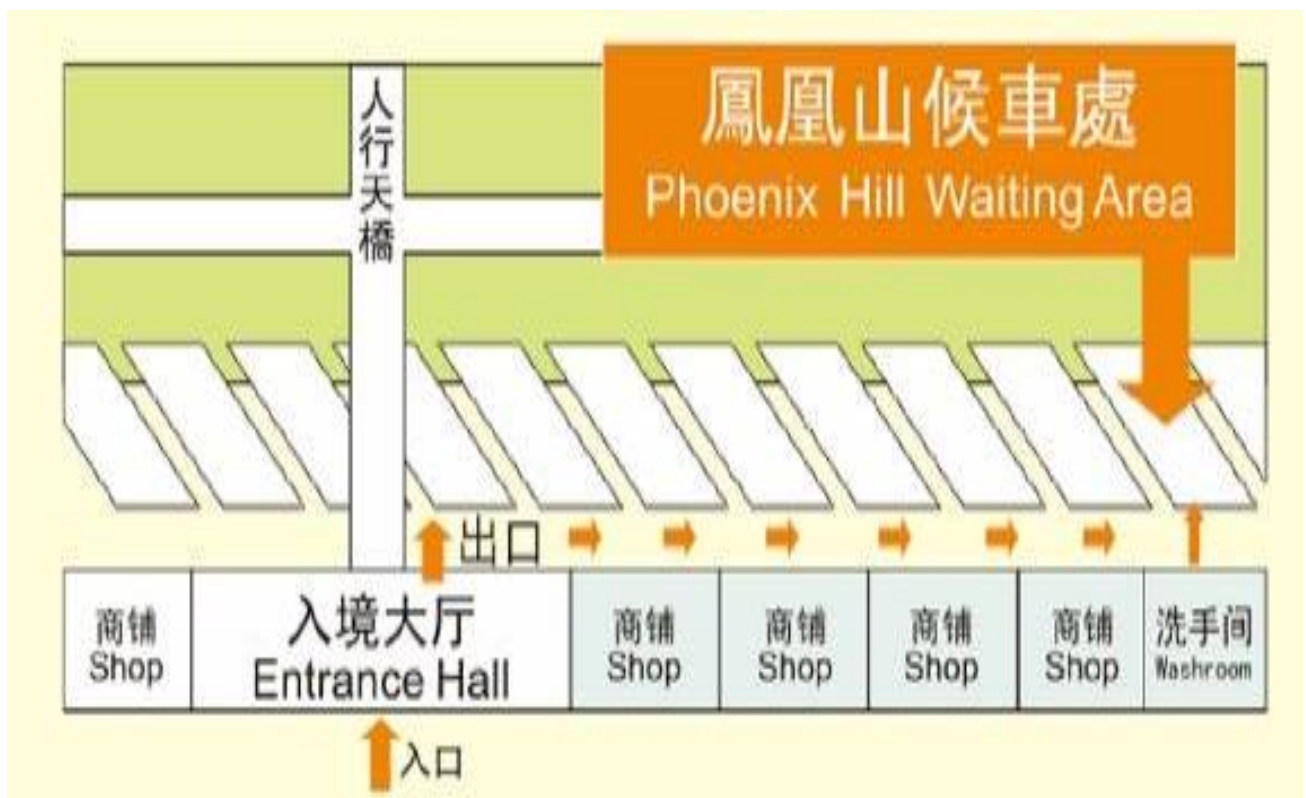 鳳凰山候車處
Phoenix Hill Waiting Area
人行天橋
出口
商铺
Shop
入境大厅
Entrance Hall
商铺
Shop
商铺
Shop
商铺
Shop
商铺
Shop
洗手间
Washroom
入口